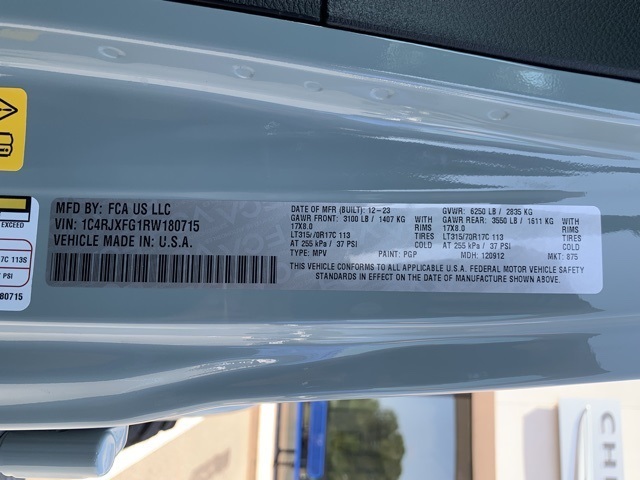 MFD BY: FCA US LLC
VIN: 1C4RJXFG1RW180715
VEHICLE MADE IN U.S.A.
DATE OF MFR (BUILT): 12-23 GVWR: 6250 LB / 2835 KG
GAWR FRONT: 3100 LB / 1407 KG WITH GAWR REAR: 3550 LB / 1611 KG WITH
17X8.0 RIMS 17X8.0 RIMS
LT315/70R17C 113 TIRES LT315/70R17C 113 TIRES
AT 255 kPa / 37 PSI AT 255 kPa / 37 PSI
TYPE: MPV PAINT: PGP MDH: 120912 MKT: 875
THIS VEHICLE CONFORMS TO ALL APPLICABLE U.S.A. FEDERAL MOTOR VEHICLE SAFETY
STANDARDS IN EFFECT ON THE DATE OF MANUFACTURE SHOWN ABOVE.
EXCEED
7C 113S
PSI
80715
CH